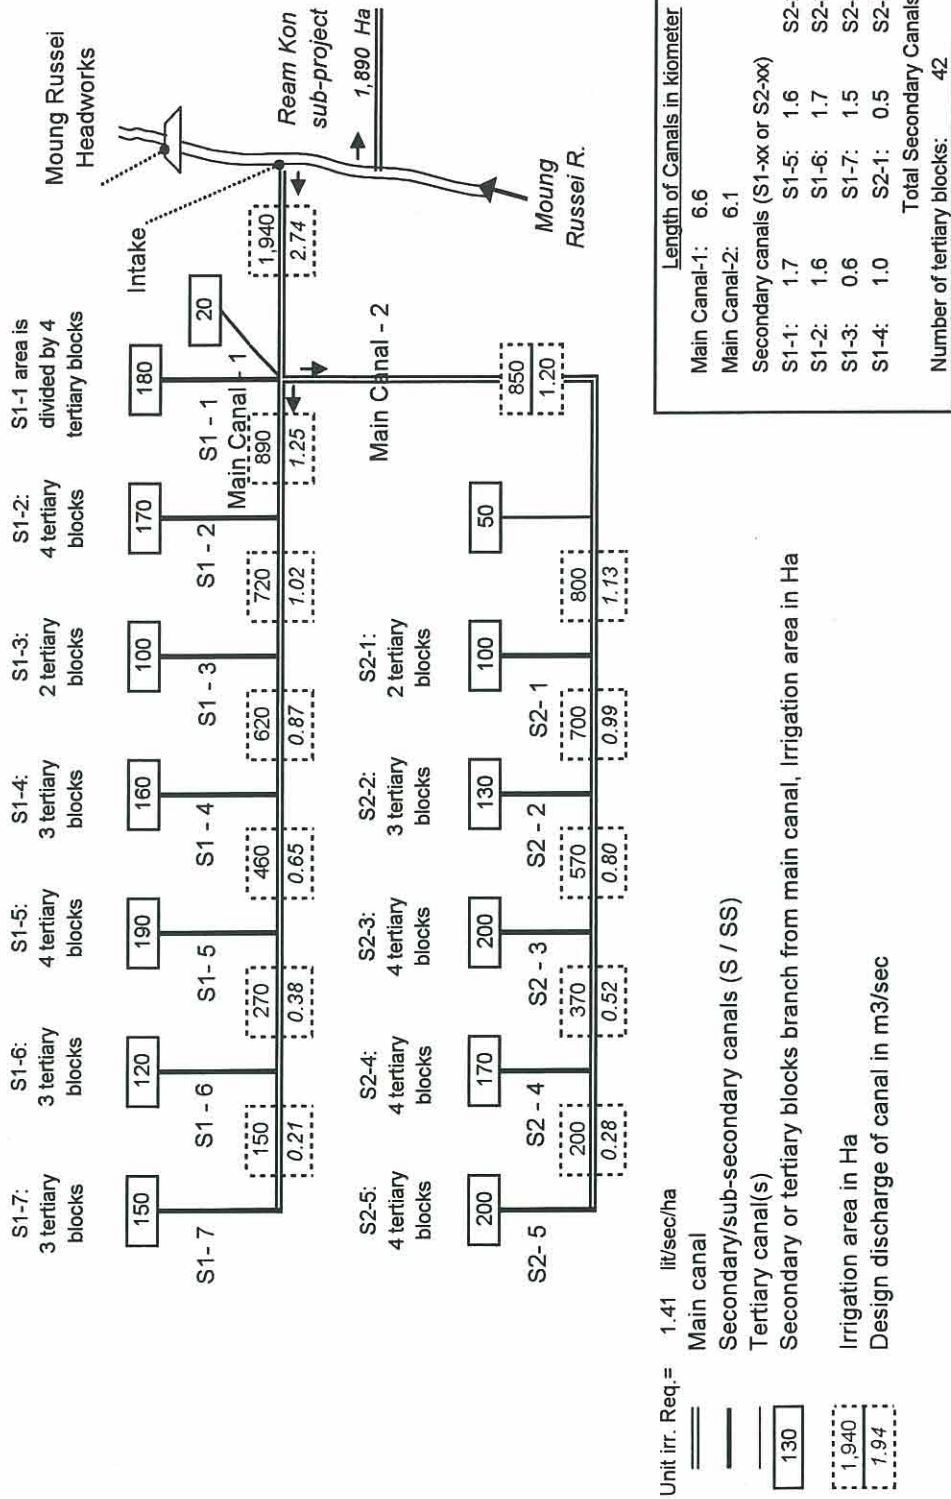 Moung Russei
Headworks
Intake
Ream Kon
sub-project
1,890 Ha
Moung
Russei R.
S1-7:
3 tertiary
blocks
S1-6:
3 tertiary
blocks
S1-5:
4 tertiary
blocks
S1-4:
3 tertiary
blocks
S1-3:
2 tertiary
blocks
S1-2:
4 tertiary
blocks
S1-1 area is
divided by 4
tertiary blocks
150
120
190
160
100
170
180
20
S1- 7
S1 - 6
S1- 5
S1 - 4
S1 - 3
S1 - 2
S1 - 1
Main Canal - 1
150
0.21
270
0.38
460
0.65
620
0.87
720
1.02
890
1.25
1,940
2.74
Main Canal - 2
850
1.20
S2-5:
4 tertiary
blocks
S2-4:
4 tertiary
blocks
S2-3:
4 tertiary
blocks
S2-2:
3 tertiary
blocks
S2-1:
2 tertiary
blocks
200
170
200
130
100
50
S2- 5
S2 - 4
S2 - 3
S2 - 2
S2- 1
200
0.28
370
0.52
570
0.80
700
0.99
800
1.13
Unit irr. Req.= 1.41 lit/sec/ha
Main canal
Secondary/sub-secondary canals (S / SS)
Tertiary canal(s)
130 Secondary or tertiary blocks branch from main canal, Irrigation area in Ha
1,940 Irrigation area in Ha
1.94 Design discharge of canal in m3/sec
Length of Canals in kiometer
Main Canal-1: 6.6
Main Canal-2: 6.1
Secondary canals (S1-xx or S2-xx)
S1-1: 1.7 S1-5: 1.6 S2-
S1-2: 1.6 S1-6: 1.7 S2-
S1-3: 0.6 S1-7: 1.5 S2-
S1-4: 1.0 S2-1: 0.5 S2-
Total Secondary Canals
Number of tertiary blocks: 42